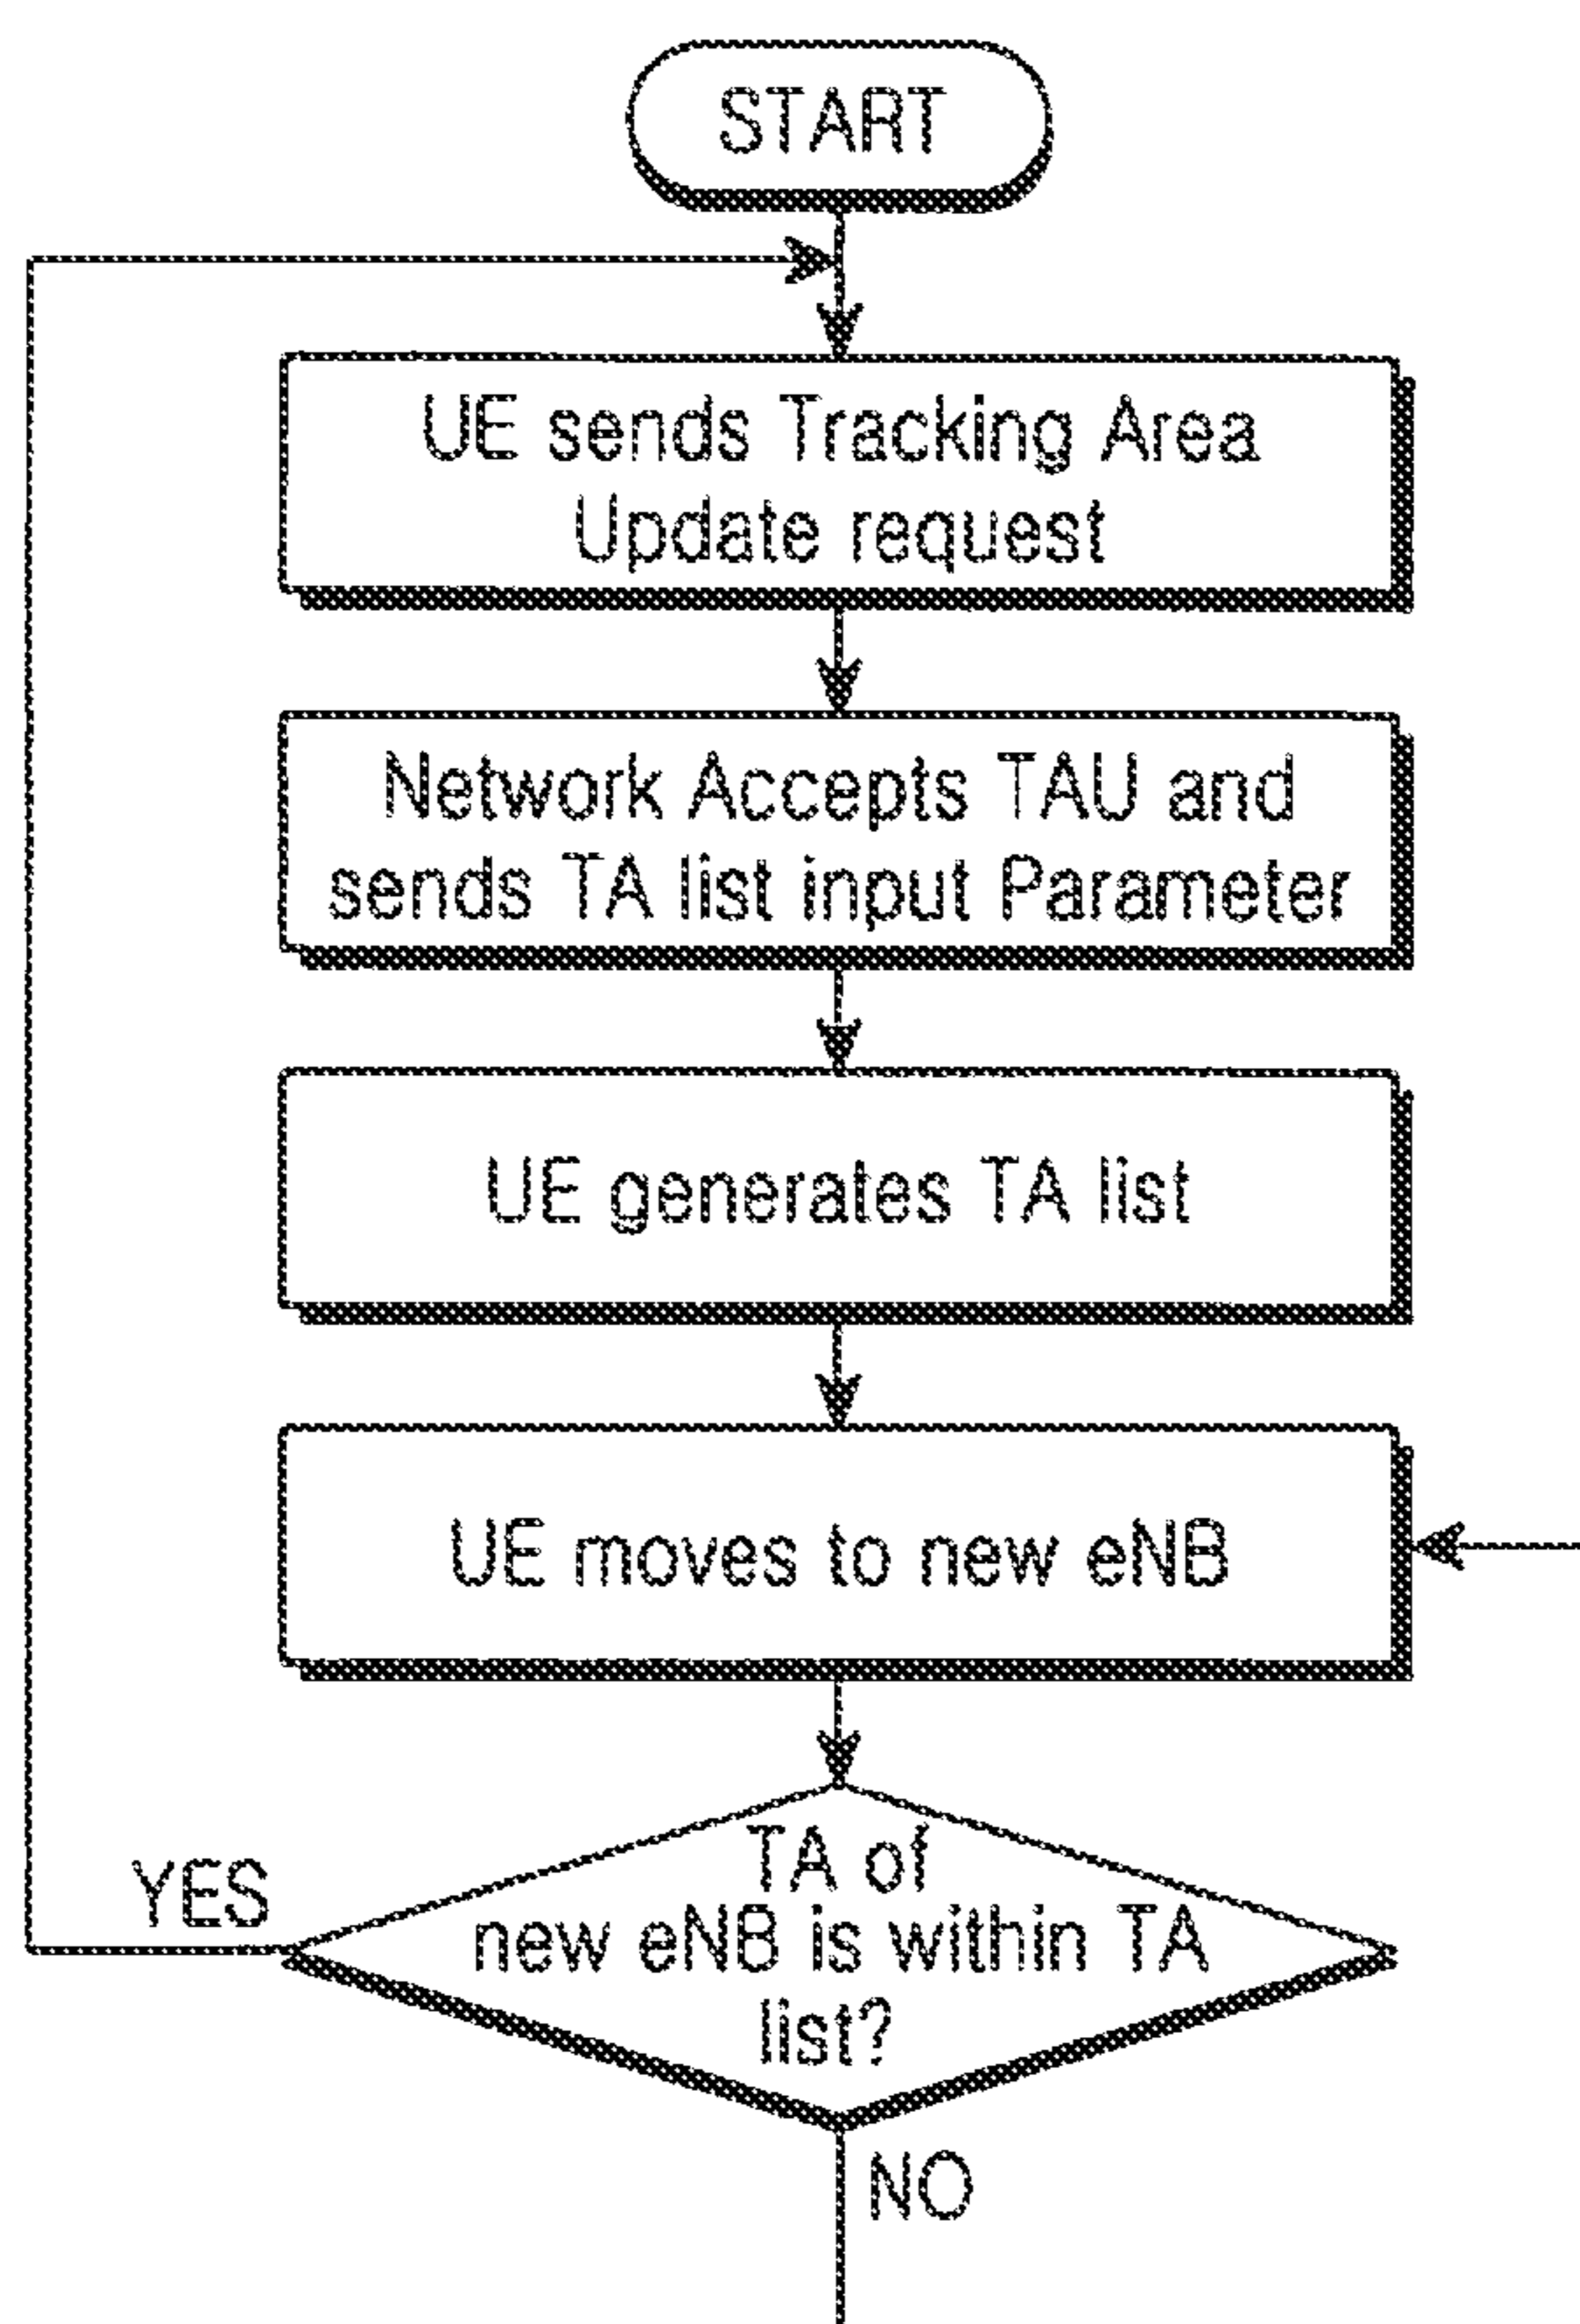 START
UE sends Tracking Area
Update request
Network Accepts TAU and
sends TA list input Parameter
UE generates TA list
UE moves to new eNB
TA of
new eNB is within TA
list?
YES
NO